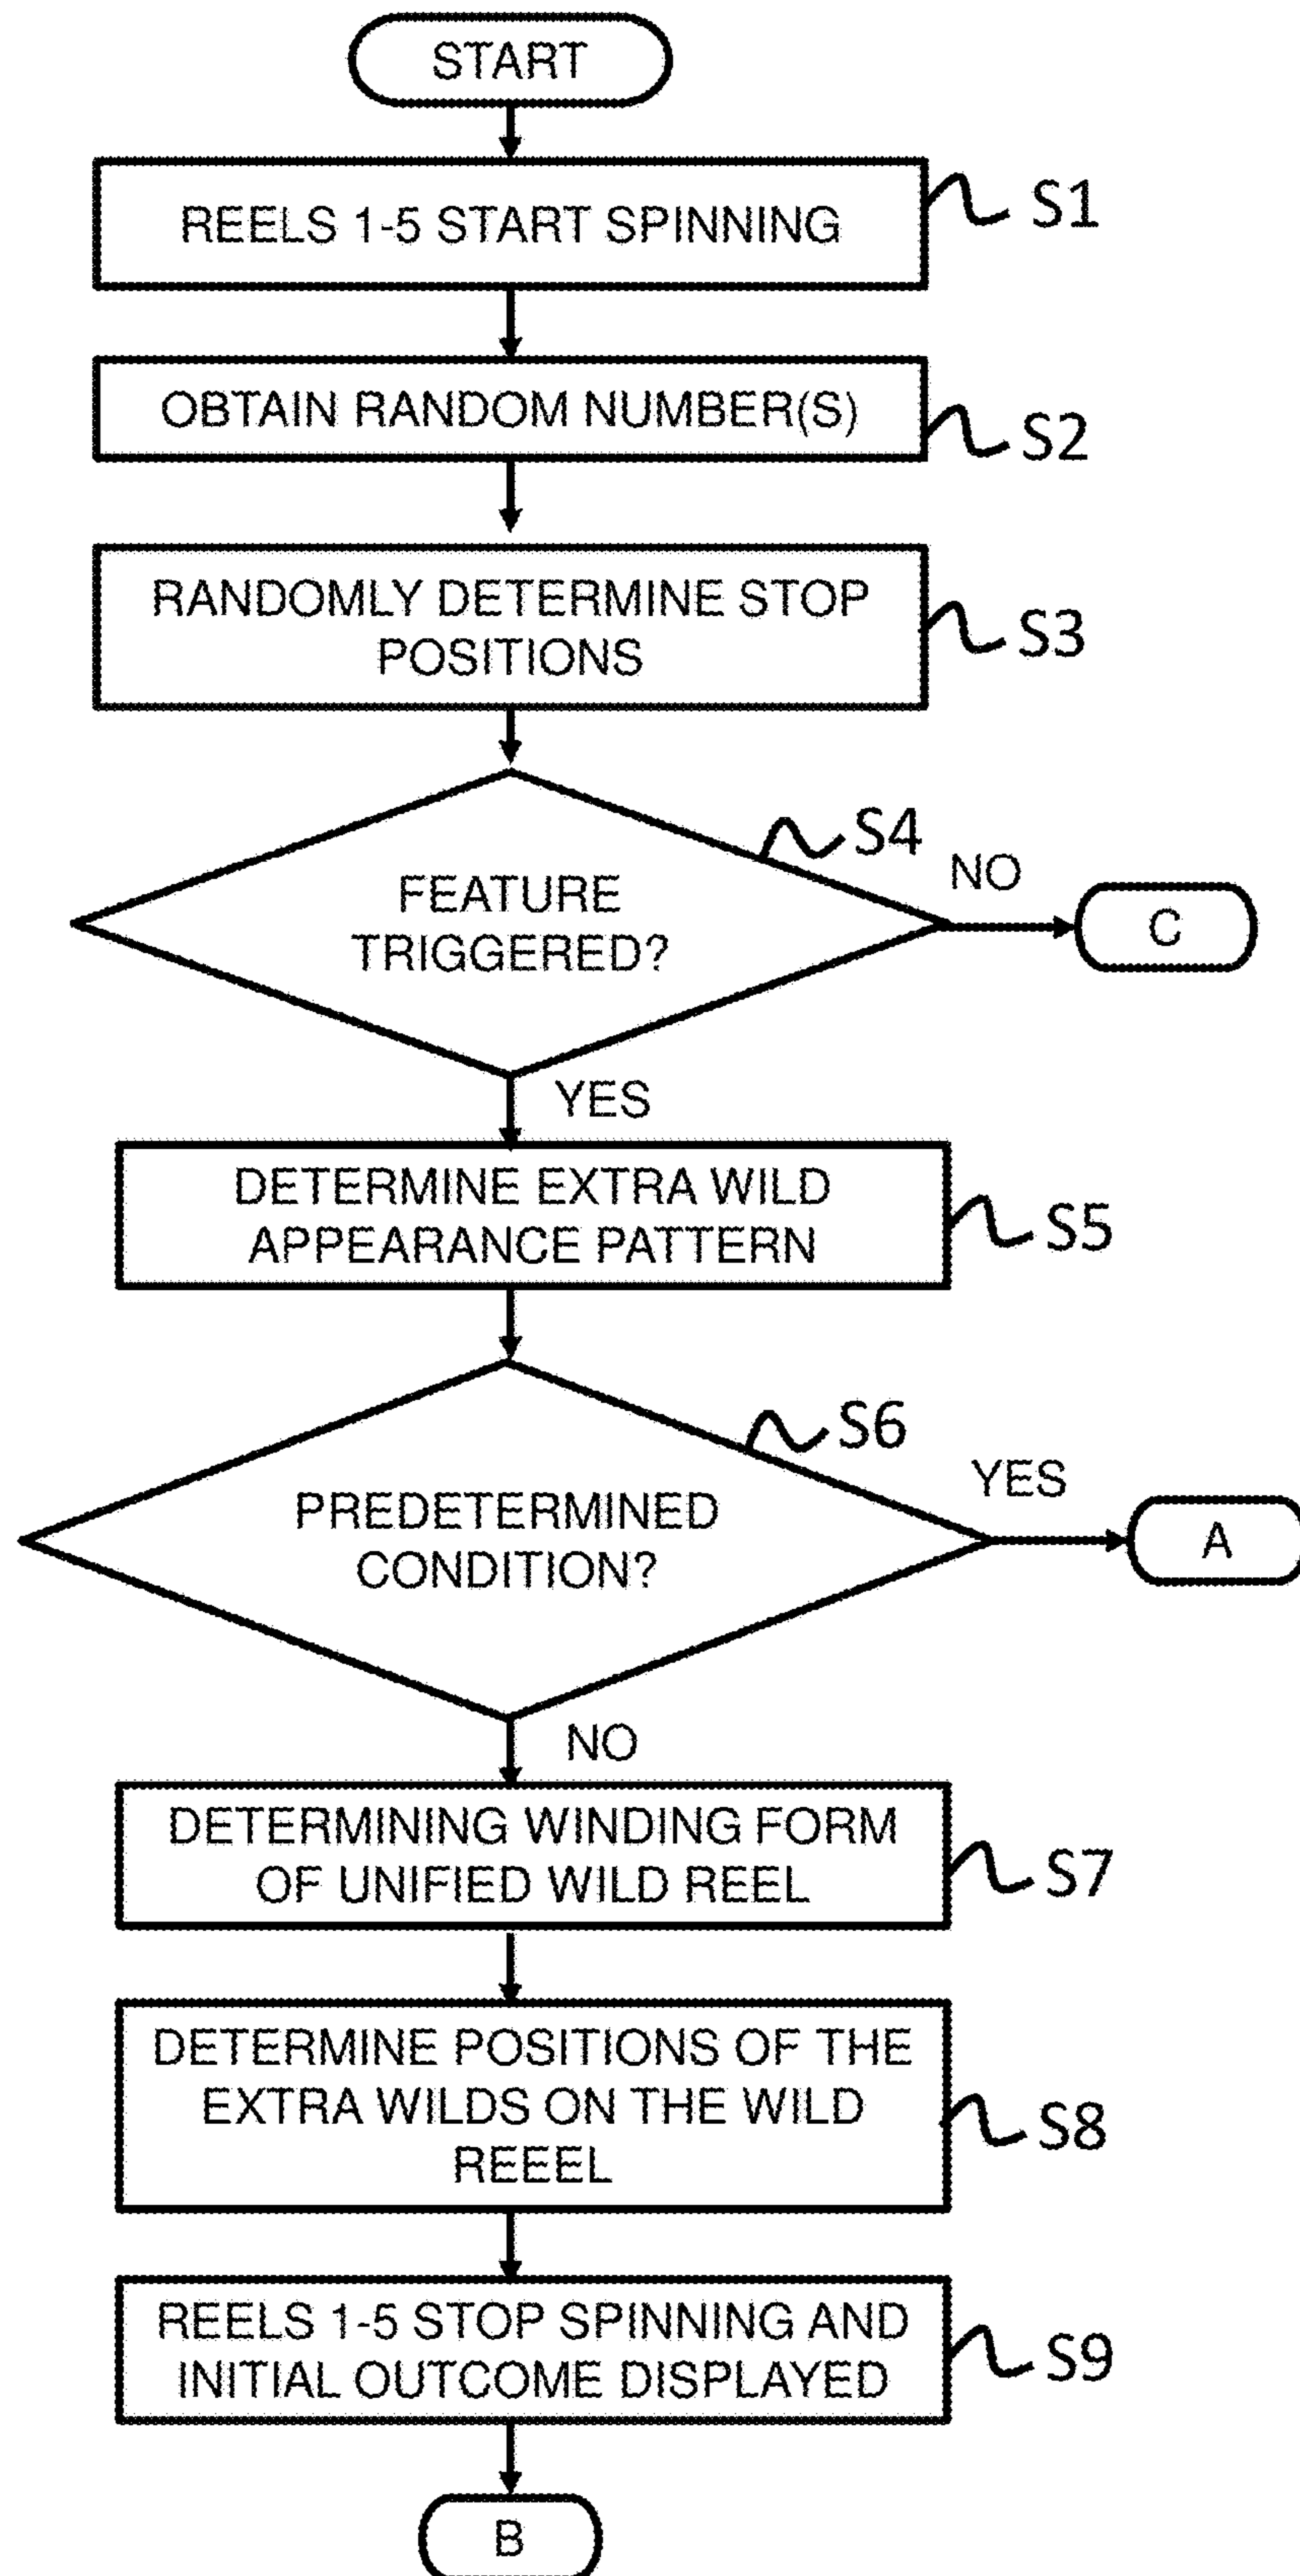 START
REELS 1-5 START SPINNING
S1
OBTAIN RANDOM NUMBER(S)
S2
RANDOMLY DETERMINE STOP
POSITIONS
S3
S4
FEATURE
TRIGGERED?
NO
C
YES
DETERMINE EXTRA WILD
APPEARANCE PATTERN
S5
S6
PREDETERMINED
CONDITION?
YES
A
NO
DETERMINING WINDING FORM
OF UNIFIED WILD REEL
S7
DETERMINE POSITIONS OF THE
EXTRA WILDS ON THE WILD
REEEL
S8
REELS 1-5 STOP SPINNING AND
INITIAL OUTCOME DISPLAYED
S9
B